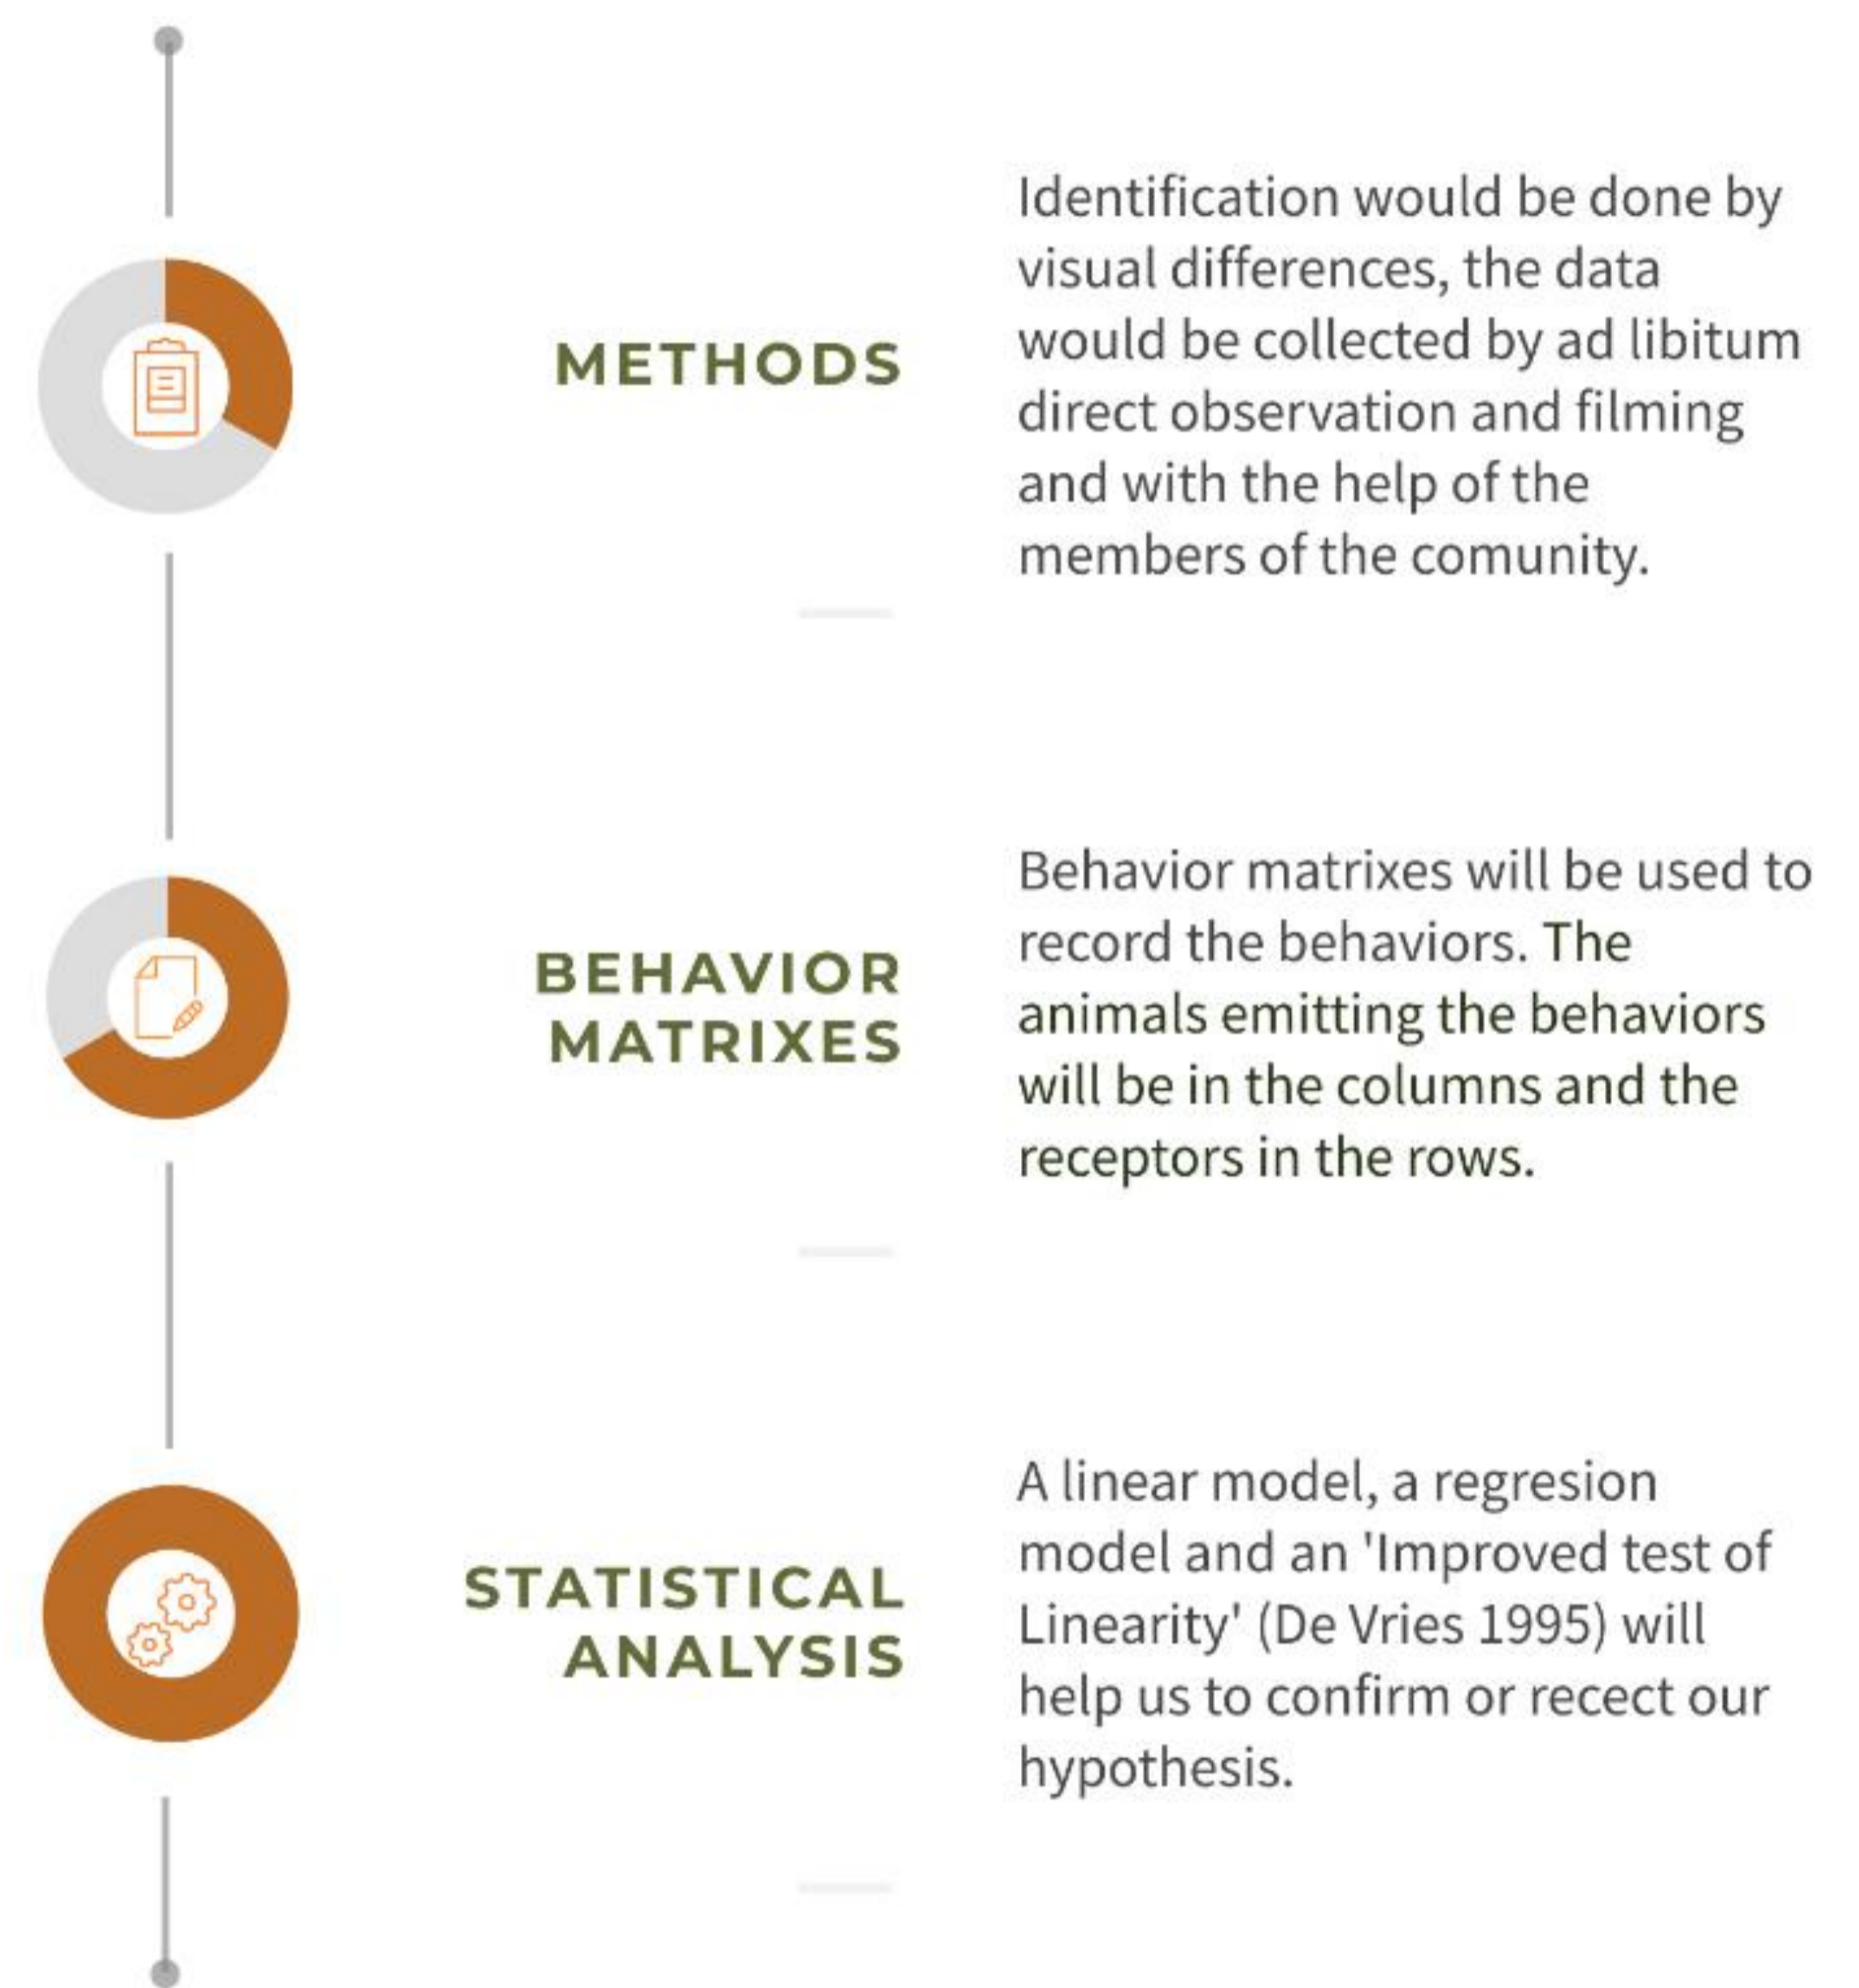 METHODS
Identification would be done by
visual differences, the data
would be collected by ad libitum
direct observation and filming
and with the help of the
members of the comunity.
BEHAVIOR
MATRIXES
Behavior matrixes will be used to
record the behaviors. The
animals emitting the behaviors
will be in the columns and the
receptors in the rows.
STATISTICAL
ANALYSIS
A linear model, a regresion
model and an 'Improved test of
Linearity' (De Vries 1995) will
help us to confirm or recect our
hypothesis.